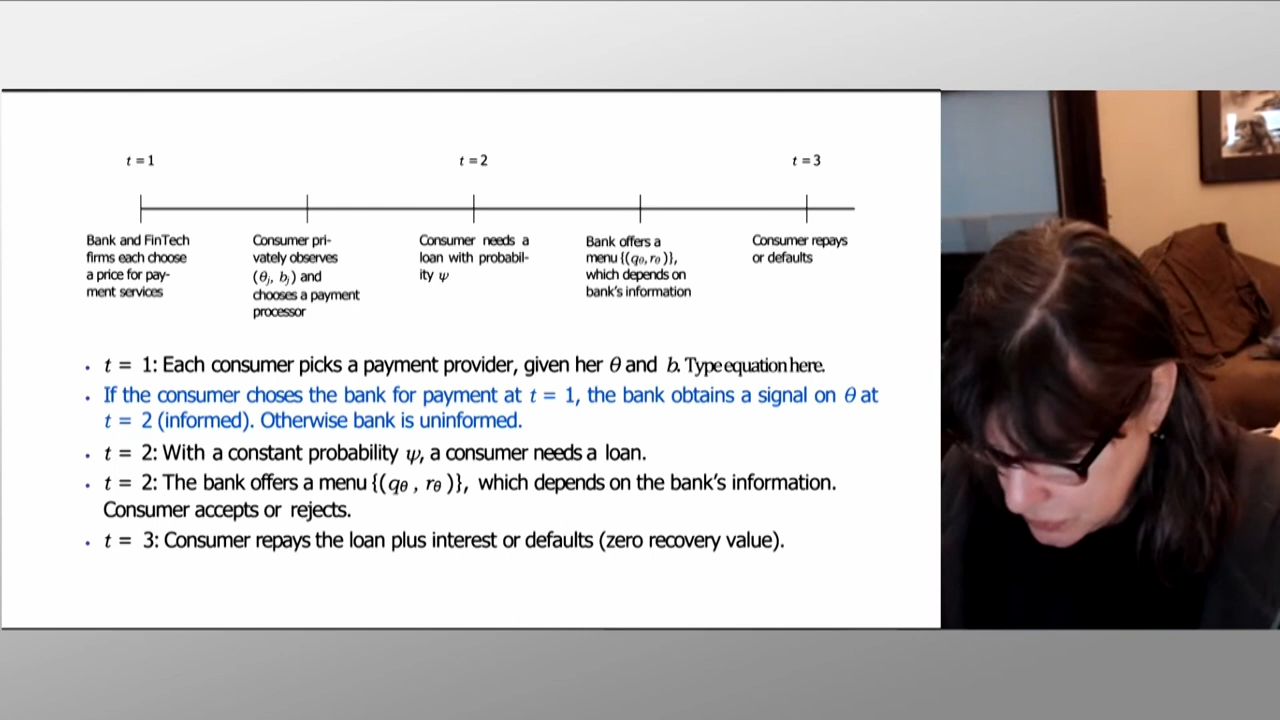 t = 1
t = 2
t = 3
Bank and FinTech
firms each choose
a price for pay-
ment services
Consumer pri-
vately observes
(θⱼ, bⱼ) and
chooses a payment
processor
Consumer needs a
loan with probabil-
ity ψ
Bank offers a
menu {(qθ, rθ)},
which depends on
bank's information
Consumer repays
or defaults
• t = 1: Each consumer picks a payment provider, given her θ and b. Type equation here.
• If the consumer choses the bank for payment at t = 1, the bank obtains a signal on θ at
t = 2 (informed). Otherwise bank is uninformed.
• t = 2: With a constant probability ψ, a consumer needs a loan.
• t = 2: The bank offers a menu {(qθ , rθ )}, which depends on the bank's information.
Consumer accepts or rejects.
• t = 3: Consumer repays the loan plus interest or defaults (zero recovery value).